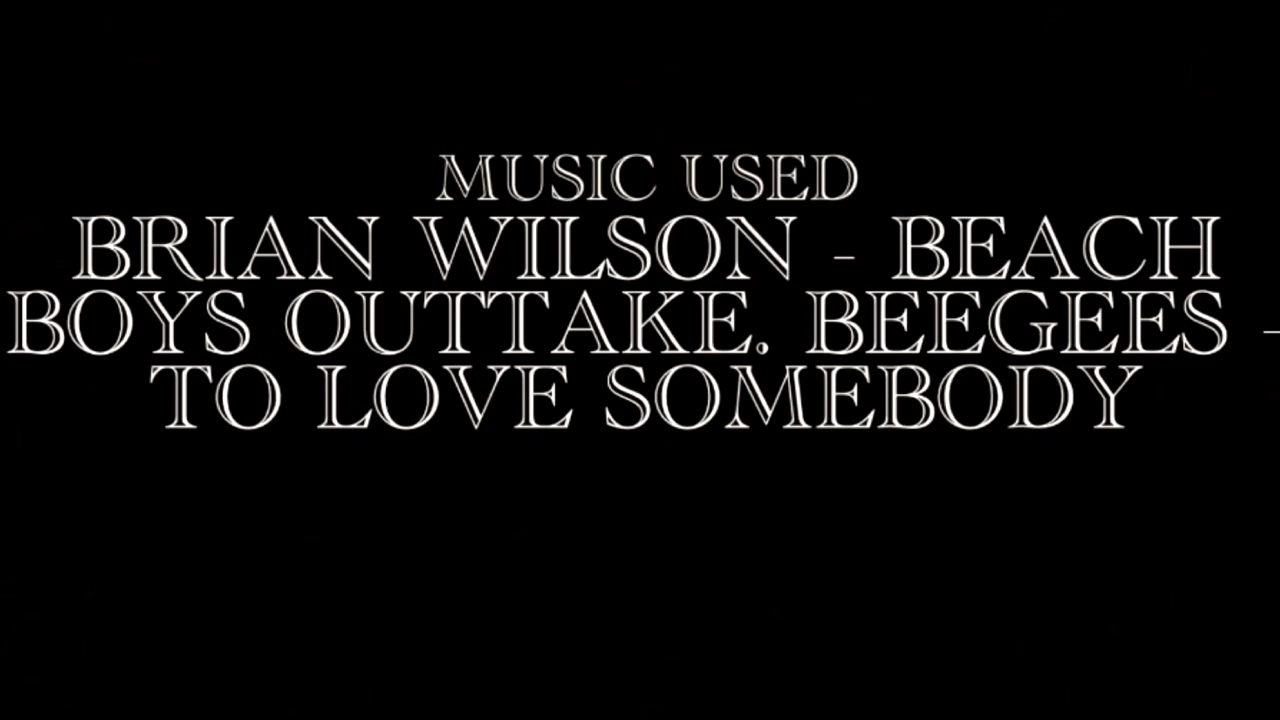 MUSIC USED
BRIAN WILSON - BEACH
BOYS OUTTAKE. BEEGEES -
TO LOVE SOMEBODY